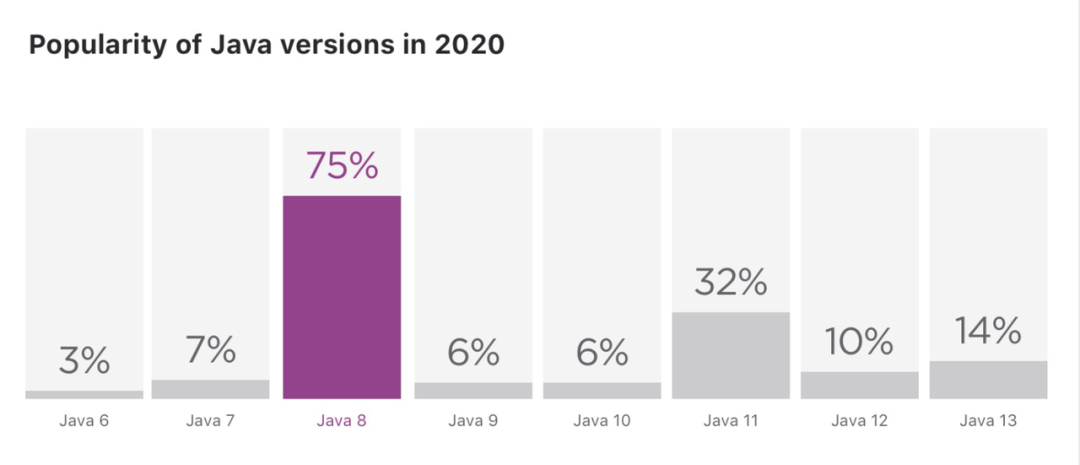 Popularity of Java versions in 2020
3% 7% 75% 6% 6% 32% 10% 14%
Java 6 Java 7 Java 8 Java 9 Java 10 Java 11 Java 12 Java 13